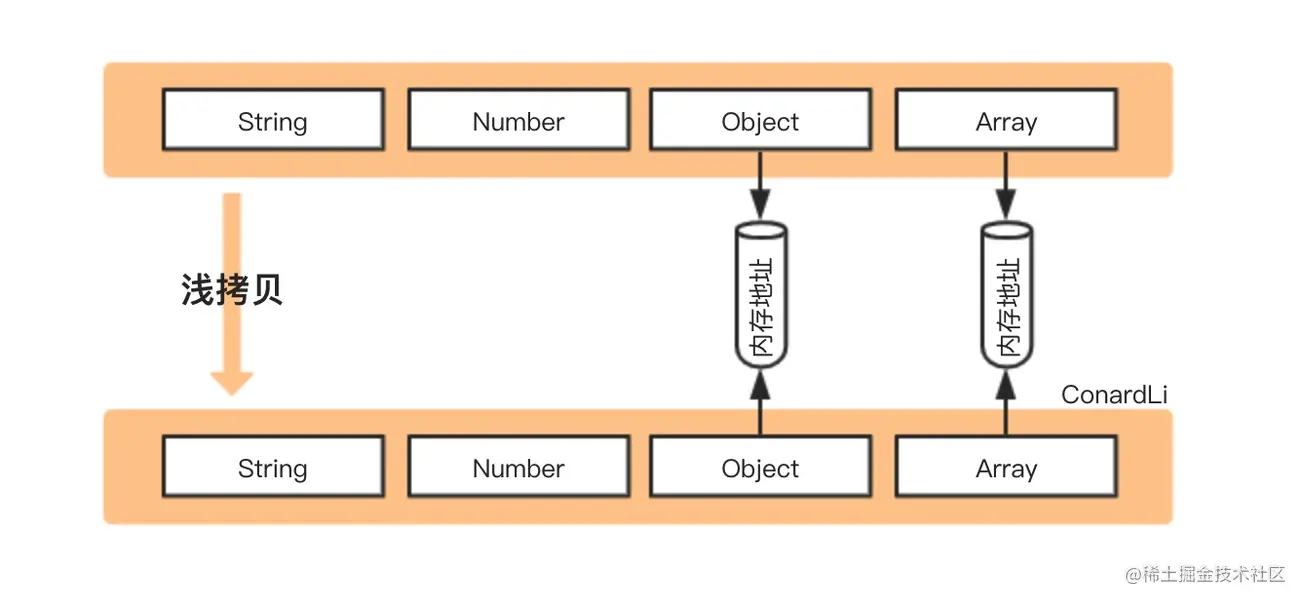 String
Number
Object
Array
浅拷贝
内存地址
内存地址
ConardLi
String
Number
Object
Array
@稀土掘金技术社区